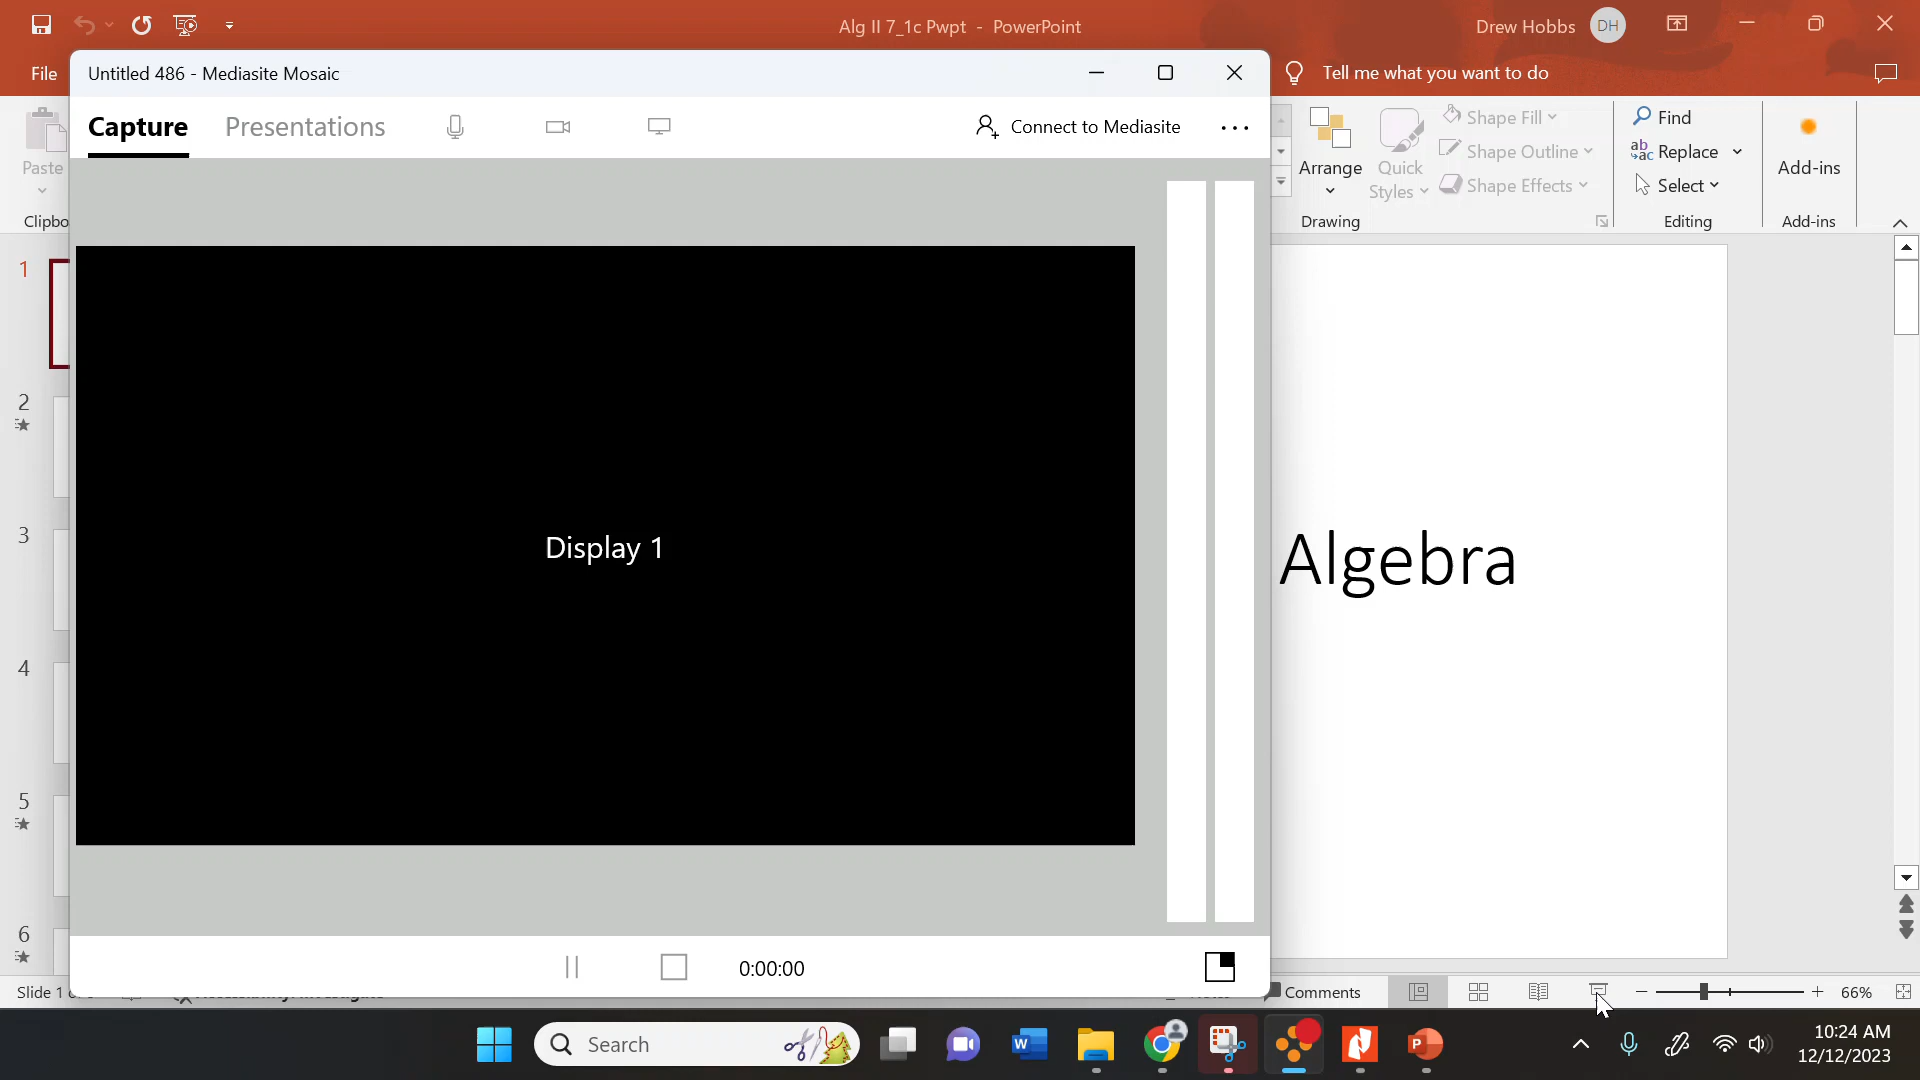 Alg II 7_1c Pwpt - PowerPoint
Drew Hobbs
DH
File
Untitled 486 - Mediasite Mosaic
Tell me what you want to do
Capture
Presentations
Connect to Mediasite
Paste
Clipbo
Arrange
Quick
Styles
Shape Fill
Shape Outline
Shape Effects
Drawing
Find
Replace
Select
Editing
Add-ins
Add-ins
1
2
3
4
5
6
Display 1
Algebra
0:00:00
Slide 1
Comments
66%
Search
10:24 AM
12/12/2023